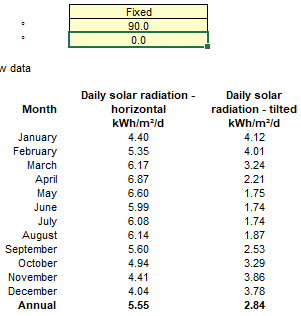 Fixed
° 90.0
° 0.0
w data
Month Daily solar radiation - horizontal Daily solar radiation - tilted
kWh/m²/d kWh/m²/d
January 4.40 4.12
February 5.35 4.01
March 6.17 3.24
April 6.87 2.21
May 6.60 1.75
June 5.99 1.74
July 6.08 1.74
August 6.14 1.87
September 5.60 2.53
October 4.94 3.29
November 4.41 3.86
December 4.04 3.78
Annual 5.55 2.84